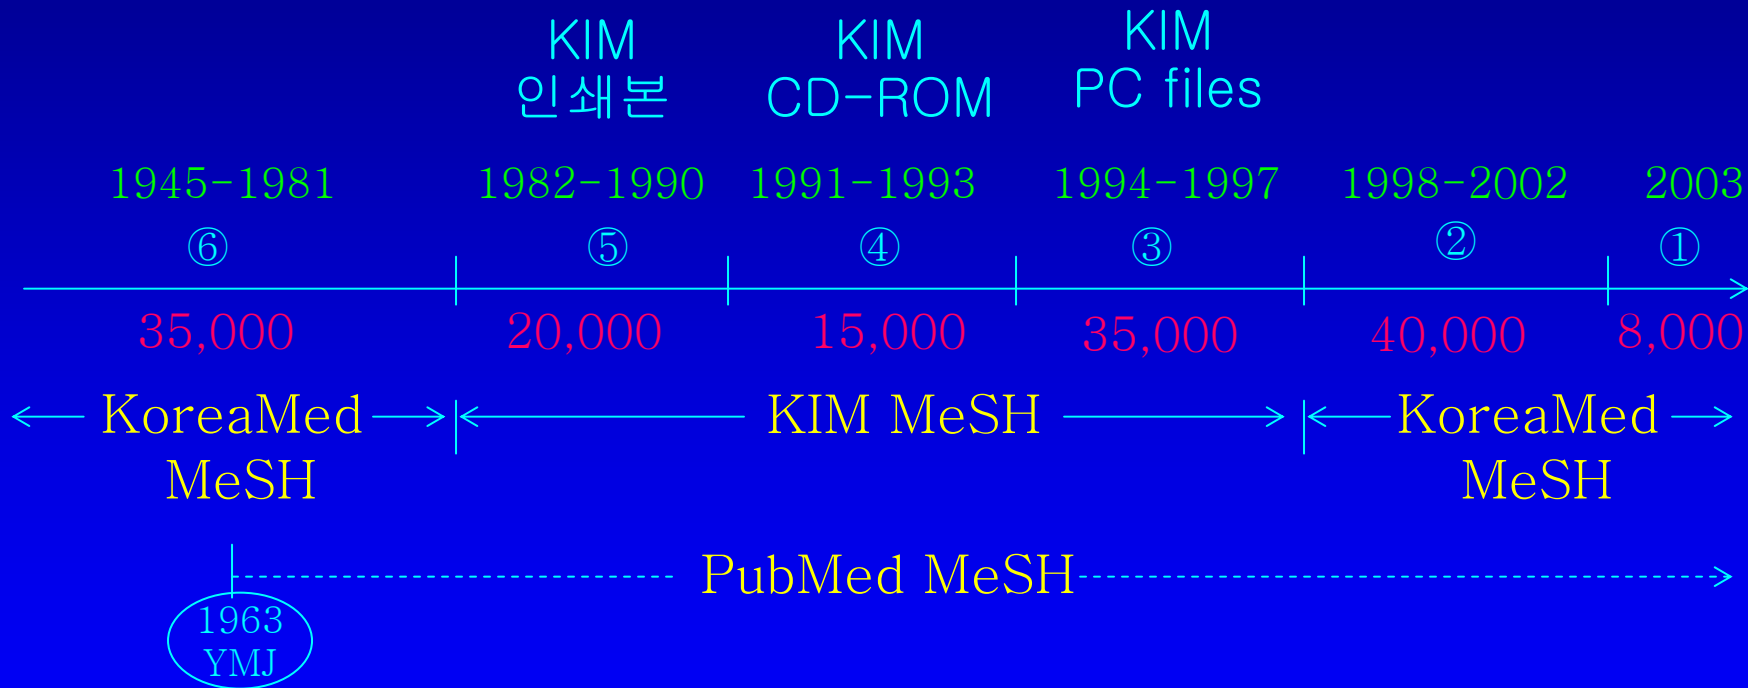 KIM
인쇄본
KIM
CD-ROM
KIM
PC files
1945-1981
1982-1990
1991-1993
1994-1997
1998-2002
2003
⑥
⑤
④
③
②
①
35,000
20,000
15,000
35,000
40,000
8,000
KoreaMed
MeSH
KIM MeSH
KoreaMed
MeSH
PubMed MeSH
1963
YMJ